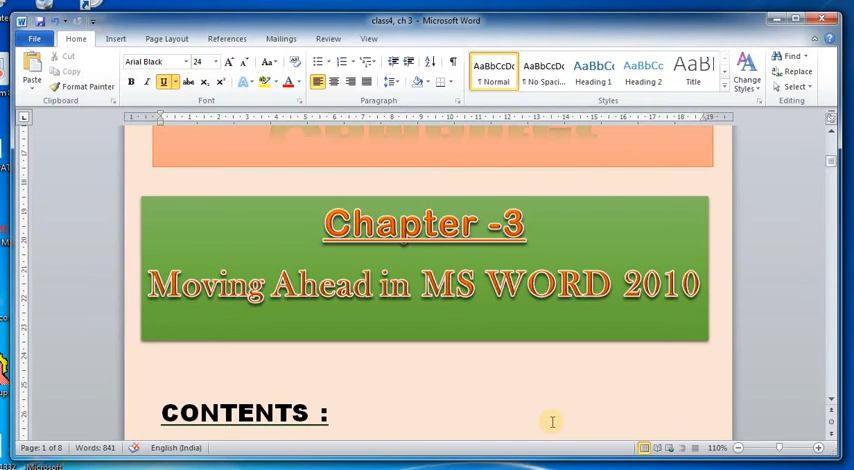 class4, ch 3 - Microsoft Word
File Home Insert Page Layout References Mailings Review View
Paste
Cut
Copy
Format Painter
Clipboard
Arial Black 24
Font
Paragraph
AaBbCcDc AaBbCcDc AaBbCc AaBbCc AaBI
¶ Normal ¶ No Spaci... Heading 1 Heading 2 Title
Change Styles
Styles
Find
Replace
Select
Editing
Chapter -3
Moving Ahead in MS WORD 2010
CONTENTS :
Page: 1 of 8 Words: 841 English (India) 110%
Microsoft